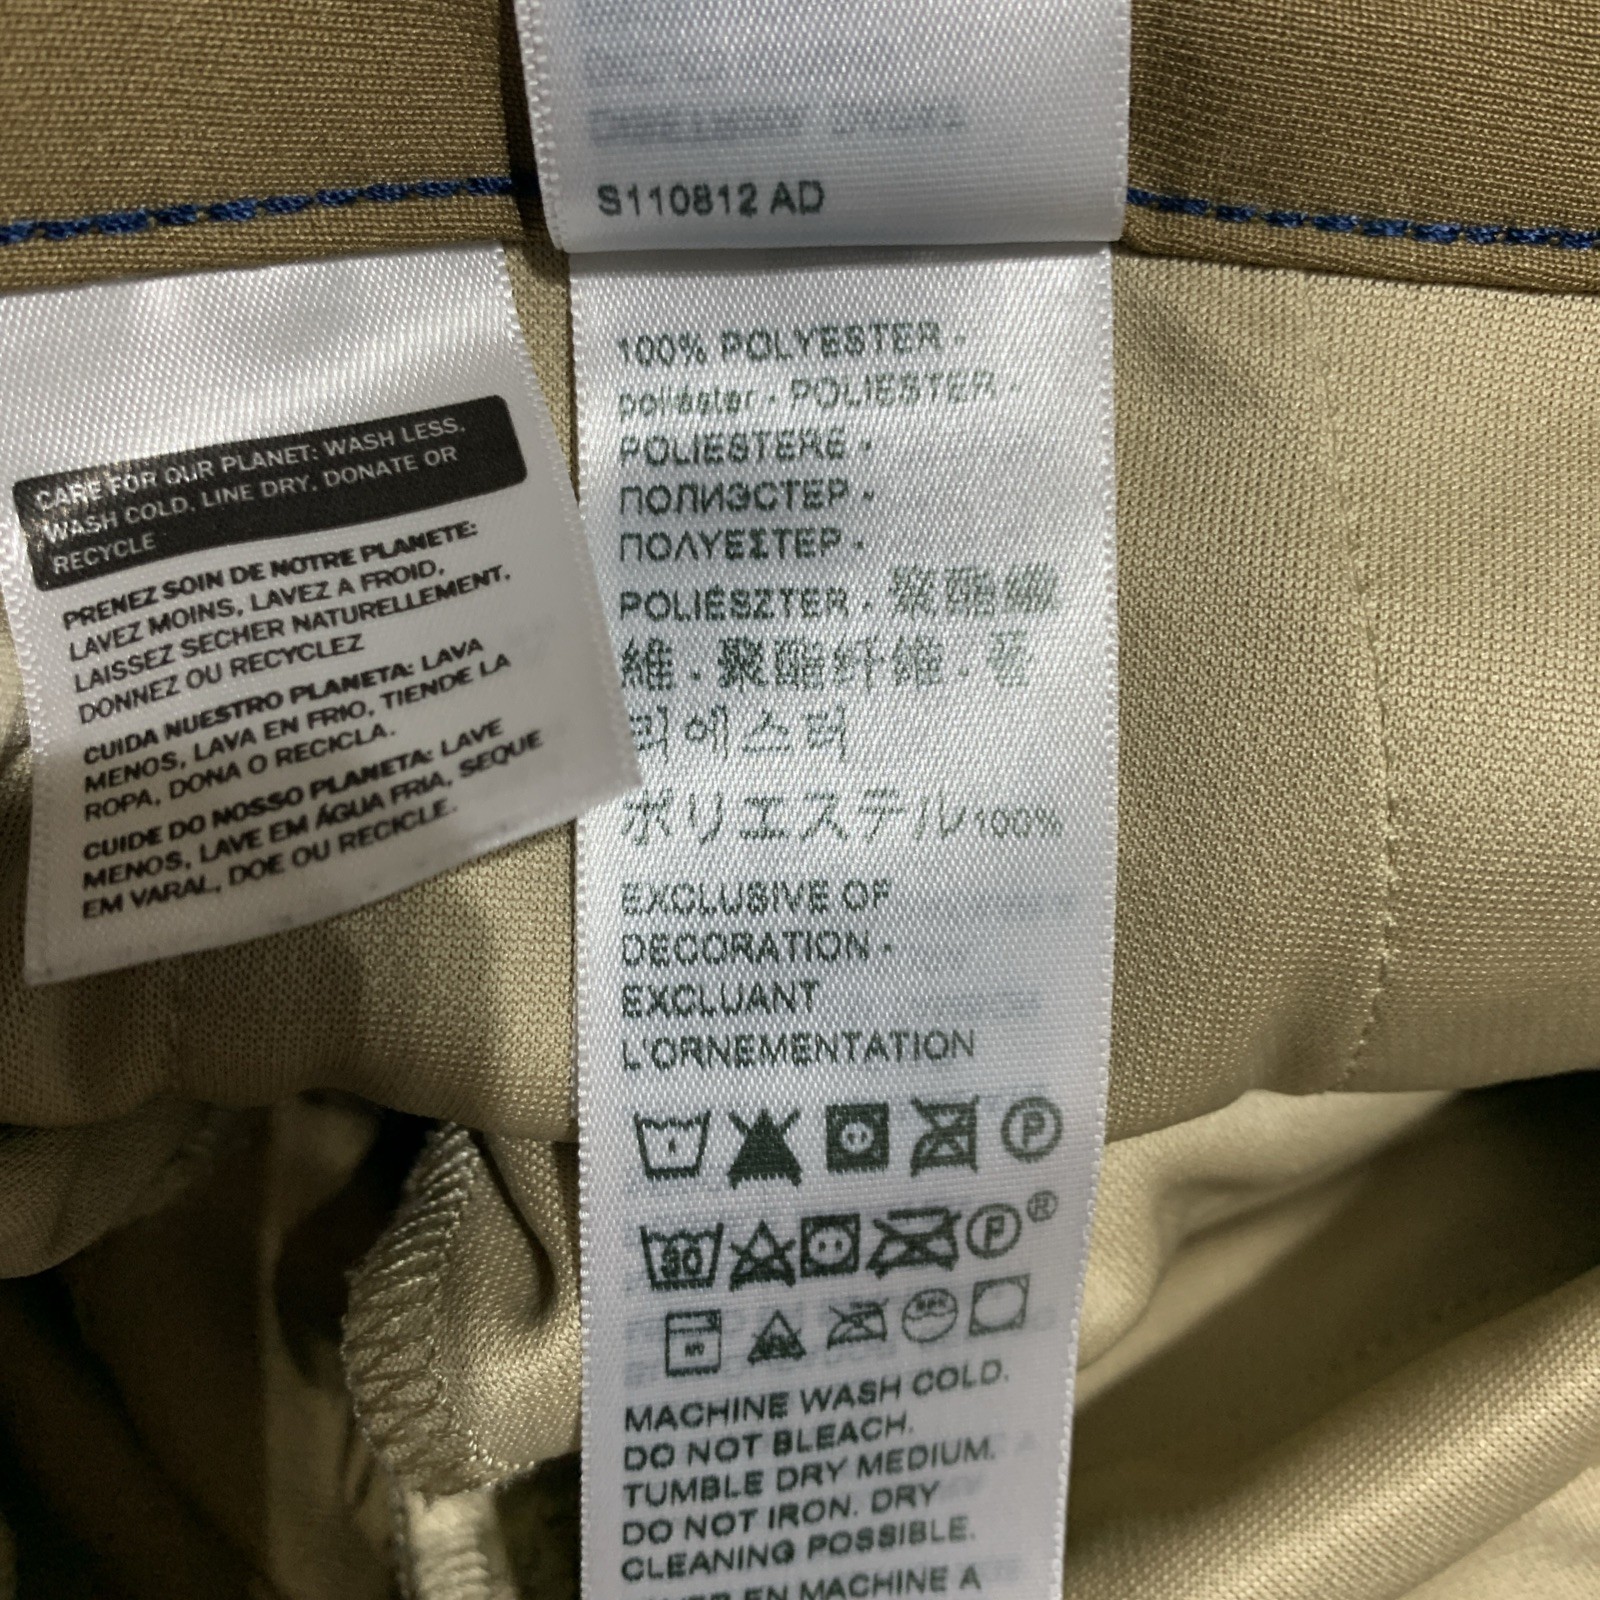 S110812 AD
CARE FOR OUR PLANET: WASH LESS,
WASH COLD, LINE DRY, DONATE OR
RECYCLE
PRENEZ SOIN DE NOTRE PLANETE:
LAVEZ MOINS, LAVEZ A FROID,
LAISSEZ SECHER NATURELLEMENT,
DONNEZ OU RECYCLEZ
CUIDA NUESTRO PLANETA: LAVA
MENOS, LAVA EN FRIO, TIENDE LA
ROPA, DONA O RECICLA.
CUIDE DO NOSSO PLANETA: LAVE
MENOS, LAVE EM ÁGUA FRIA, SEQUE
EM VARAL, DOE OU RECICLE.
100% POLYESTER -
poliéster - POLIESTER -
POLIESTERE -
ПОЛИЭСТЕР -
ΠΟΛΥΕΣΤΕΡ -
POLIÉSZTER - 聚酯纖
維 - 聚酯纤维 -
리에스터
ポリエステル100%
EXCLUSIVE OF
DECORATION -
EXCLUANT
L'ORNEMENTATION
P
30 P ®
MACHINE WASH COLD.
DO NOT BLEACH.
TUMBLE DRY MEDIUM.
DO NOT IRON. DRY
CLEANING POSSIBLE.
EN MACHINE A